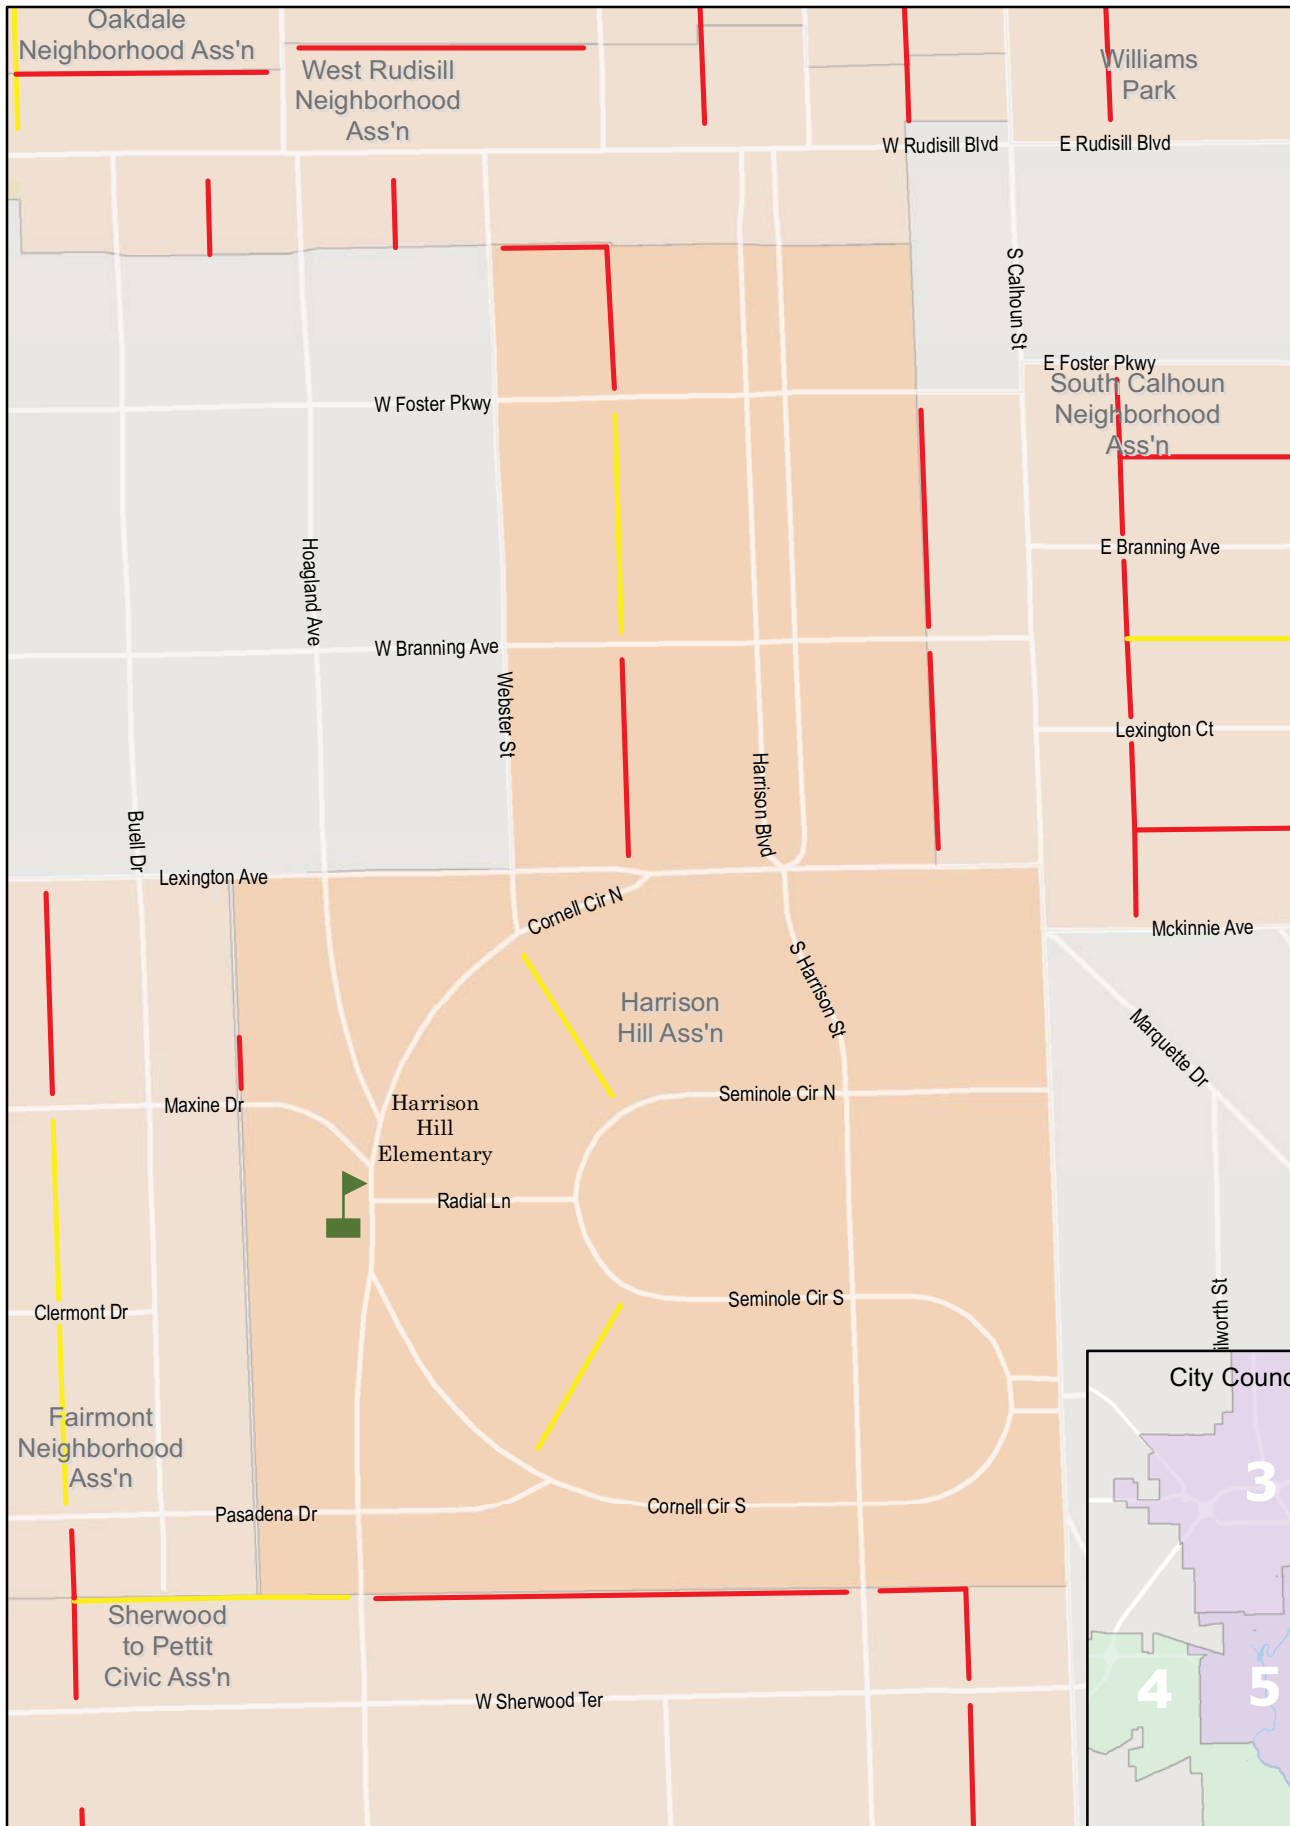 Oakdale
Neighborhood Ass'n
West Rudisill
Neighborhood
Ass'n
Williams
Park
W Rudisill Blvd
E Rudisill Blvd
S Calhoun St
E Foster Pkwy
South Calhoun
Neighborhood
Ass'n
W Foster Pkwy
Hoagland Ave
E Branning Ave
W Branning Ave
Webster St
Lexington Ct
Harrison Blvd
Buell Dr
Lexington Ave
Cornell Cir N
Mckinnie Ave
S Harrison St
Harrison
Hill Ass'n
Marquette Dr
Seminole Cir N
Maxine Dr
Harrison
Hill
Elementary
Radial Ln
Seminole Cir S
Clermont Dr
ilworth St
City Counc
Fairmont
Neighborhood
Ass'n
3
Cornell Cir S
Pasadena Dr
Sherwood
to Pettit
Civic Ass'n
4
5
W Sherwood Ter